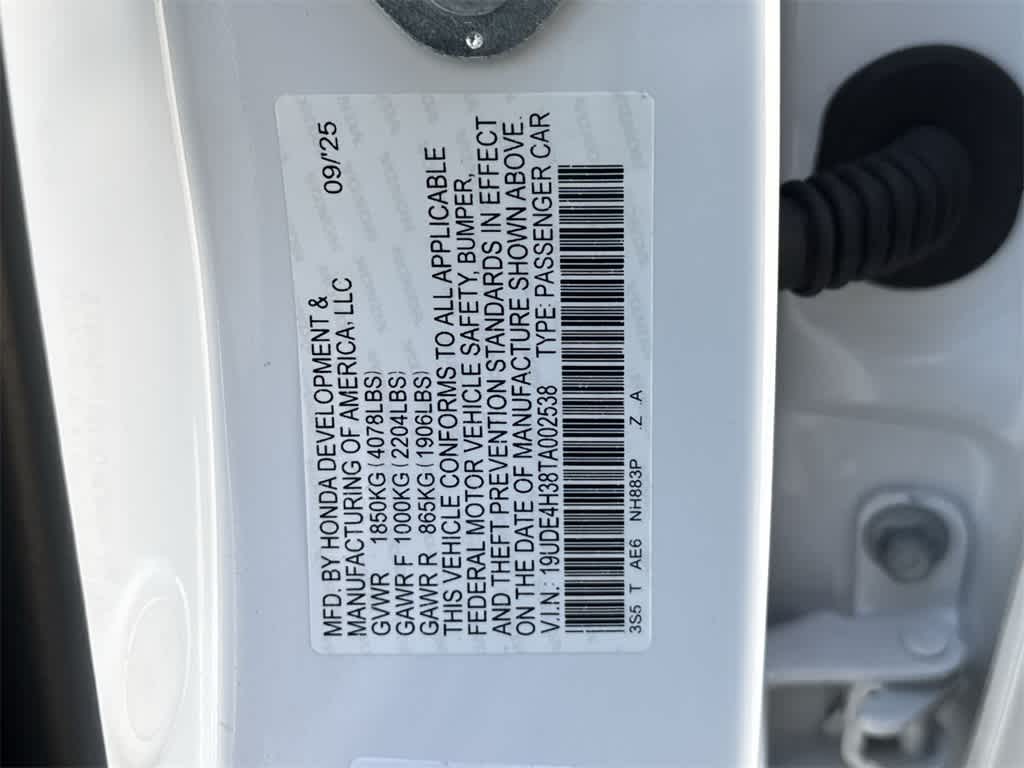 MFD. BY HONDA DEVELOPMENT & 09/'25
MANUFACTURING OF AMERICA, LLC
GVWR 1850KG (4078LBS)
GAWR F 1000KG (2204LBS)
GAWR R 865KG (1906LBS)
THIS VEHICLE CONFORMS TO ALL APPLICABLE
FEDERAL MOTOR VEHICLE SAFETY, BUMPER,
AND THEFT PREVENTION STANDARDS IN EFFECT
ON THE DATE OF MANUFACTURE SHOWN ABOVE.
V.I.N.: 19UDE4H38TA002538 TYPE: PASSENGER CAR
3S5 T AE6 NH883P Z A